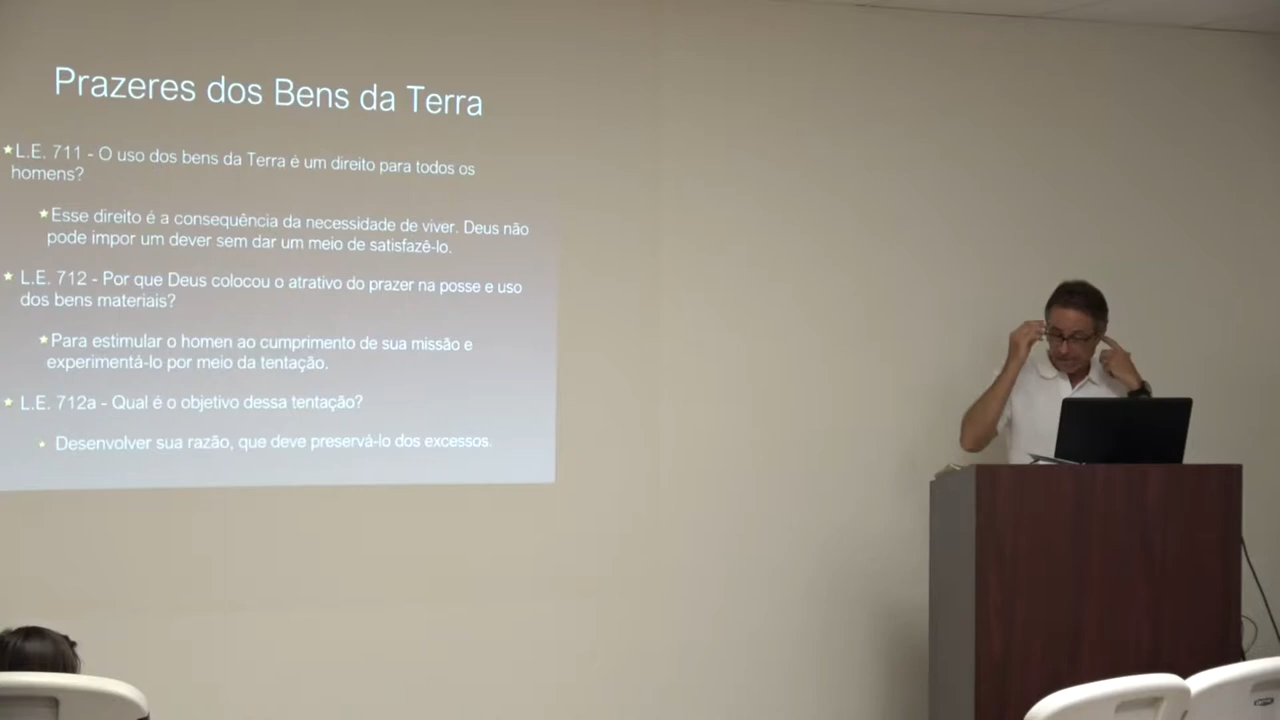 Prazeres dos Bens da Terra
L.E. 711 - O uso dos bens da Terra é um direito para todos os
homens?
Esse direito é a consequência da necessidade de viver. Deus não
pode impor um dever sem dar um meio de satisfazê-lo.
L.E. 712 - Por que Deus colocou o atrativo do prazer na posse e uso
dos bens materiais?
Para estimular o homen ao cumprimento de sua missão e
experimentá-lo por meio da tentação.
L.E. 712a - Qual é o objetivo dessa tentação?
Desenvolver sua razão, que deve preservá-lo dos excessos.